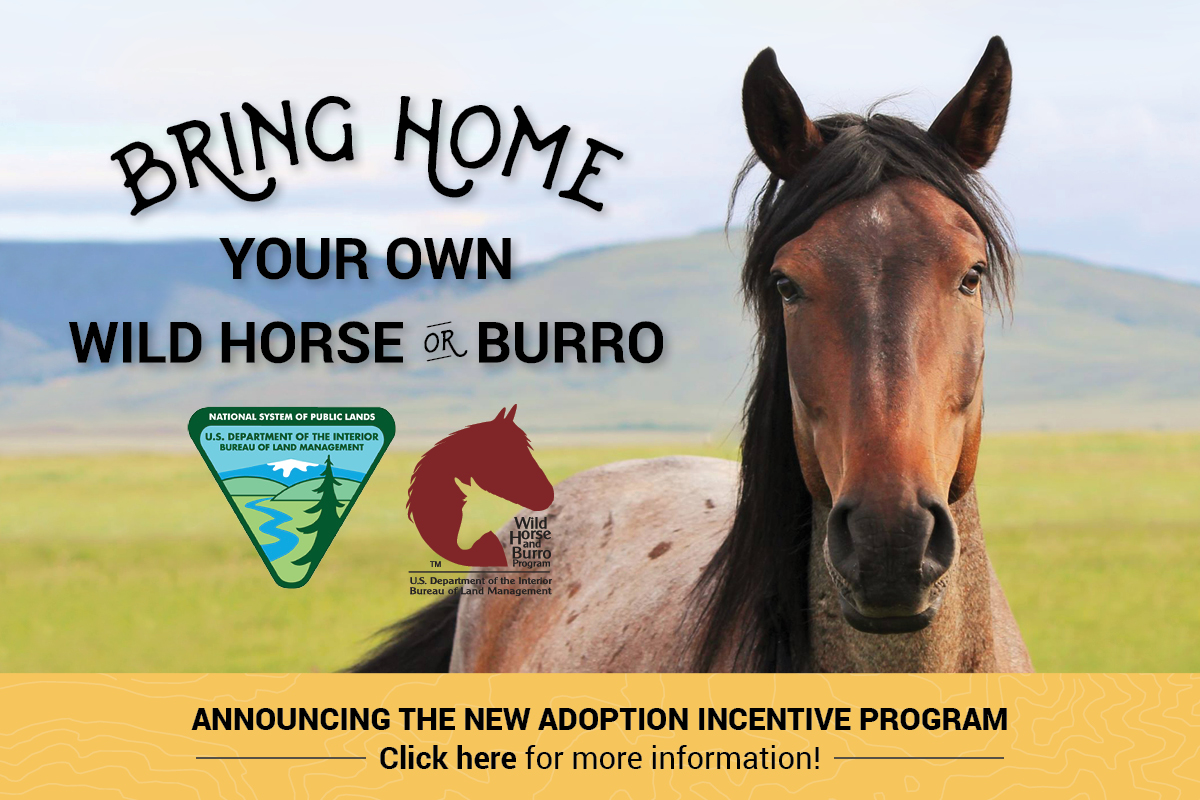 BRING HOME
YOUR OWN
WILD HORSE OR BURRO
NATIONAL SYSTEM OF PUBLIC LANDS
U.S. DEPARTMENT OF THE INTERIOR
BUREAU OF LAND MANAGEMENT
Wild
Horse
and
Burro
Program
TM
U.S. Department of the Interior
Bureau of Land Management
ANNOUNCING THE NEW ADOPTION INCENTIVE PROGRAM
Click here for more information!